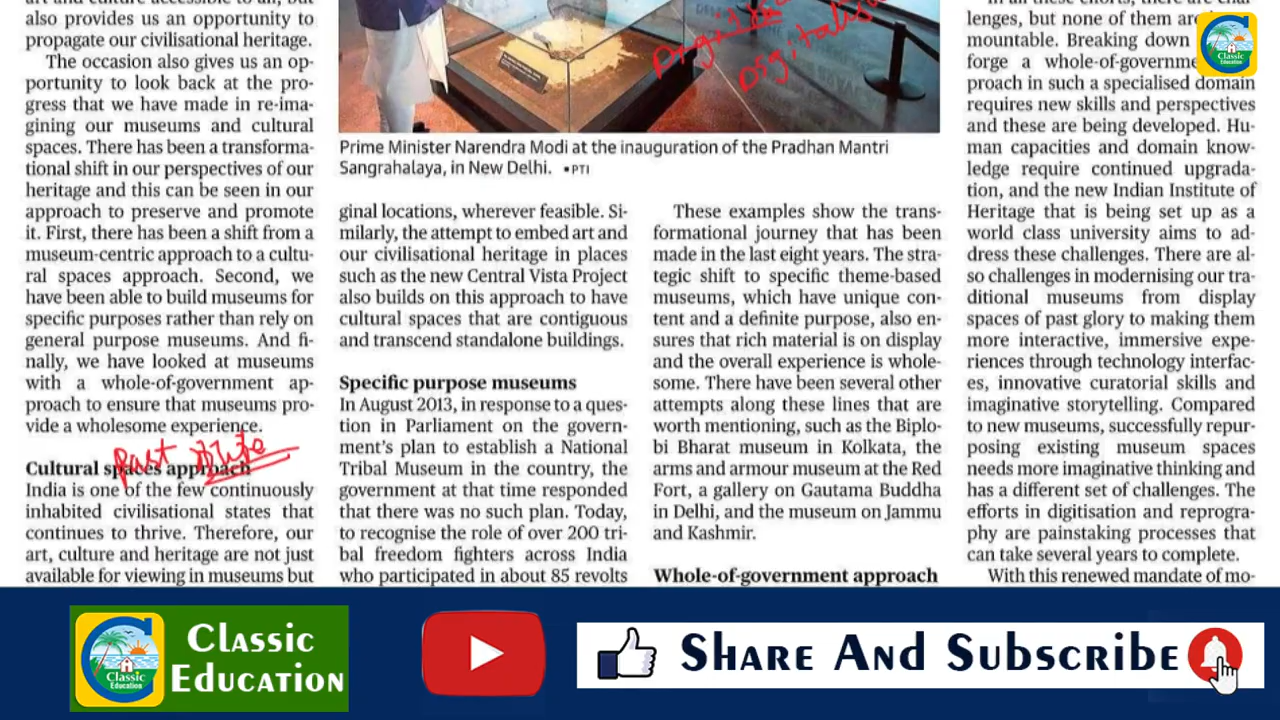 art and culture accessible to all, but
also provides us an opportunity to
propagate our civilisational heritage.
The occasion also gives us an op-
portunity to look back at the pro-
gress that we have made in re-ima-
gining our museums and cultural
spaces. There has been a transforma-
tional shift in our perspectives of our
heritage and this can be seen in our
approach to preserve and promote
it. First, there has been a shift from a
museum-centric approach to a cultu-
ral spaces approach. Second, we
have been able to build museums for
specific purposes rather than rely on
general purpose museums. And fi-
nally, we have looked at museums
with a whole-of-government ap-
proach to ensure that museums pro-
vide a wholesome experience.
Past
Cultural spaces approach
India is one of the few continuously
inhabited civilisational states that
continues to thrive. Therefore, our
art, culture and heritage are not just
available for viewing in museums but
Prime Minister Narendra Modi at the inauguration of the Pradhan Mantri
Sangrahalaya, in New Delhi. •PTI
ginal locations, wherever feasible. Si-
milarly, the attempt to embed art and
our civilisational heritage in places
such as the new Central Vista Project
also builds on this approach to have
cultural spaces that are contiguous
and transcend standalone buildings.
Specific purpose museums
In August 2013, in response to a ques-
tion in Parliament on the govern-
ment's plan to establish a National
Tribal Museum in the country, the
government at that time responded
that there was no such plan. Today,
to recognise the role of over 200 tri-
bal freedom fighters across India
who participated in about 85 revolts
These examples show the trans-
formational journey that has been
made in the last eight years. The stra-
tegic shift to specific theme-based
museums, which have unique con-
tent and a definite purpose, also en-
sures that rich material is on display
and the overall experience is whole-
some. There have been several other
attempts along these lines that are
worth mentioning, such as the Biplo-
bi Bharat museum in Kolkata, the
arms and armour museum at the Red
Fort, a gallery on Gautama Buddha
in Delhi, and the museum on Jammu
and Kashmir.
Whole-of-government approach
In all these efforts, there are chal-
lenges, but none of them are
mountable. Breaking down
forge a whole-of-governme
proach in such a specialised domain
requires new skills and perspectives
and these are being developed. Hu-
man capacities and domain know-
ledge require continued upgrada-
tion, and the new Indian Institute of
Heritage that is being set up as a
world class university aims to ad-
dress these challenges. There are al-
so challenges in modernising our tra-
ditional museums from display
spaces of past glory to making them
more interactive, immersive expe-
riences through technology interfac-
es, innovative curatorial skills and
imaginative storytelling. Compared
to new museums, successfully repur-
posing existing museum spaces
needs more imaginative thinking and
has a different set of challenges. The
efforts in digitisation and reprogra-
phy are painstaking processes that
can take several years to complete.
With this renewed mandate of mo-
Classic
Education
Classic
Education
Classic
Education
Share And Subscribe